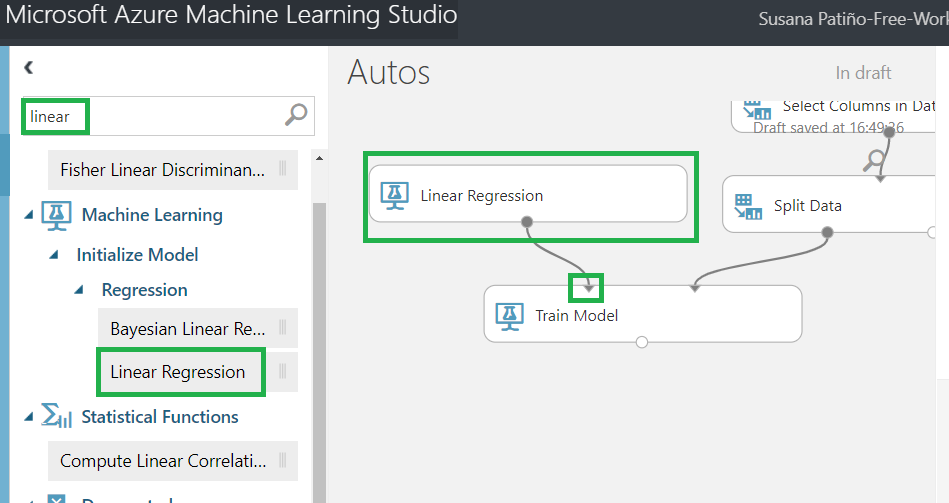 Microsoft Azure Machine Learning Studio
Susana Patiño-Free-Work
linear
Fisher Linear Discriminan...
Machine Learning
Initialize Model
Regression
Bayesian Linear Re...
Linear Regression
Statistical Functions
Compute Linear Correlati...
Autos
In draft
Select Columns in Dat
Draft saved at 16:49:36
Linear Regression
Split Data
Train Model